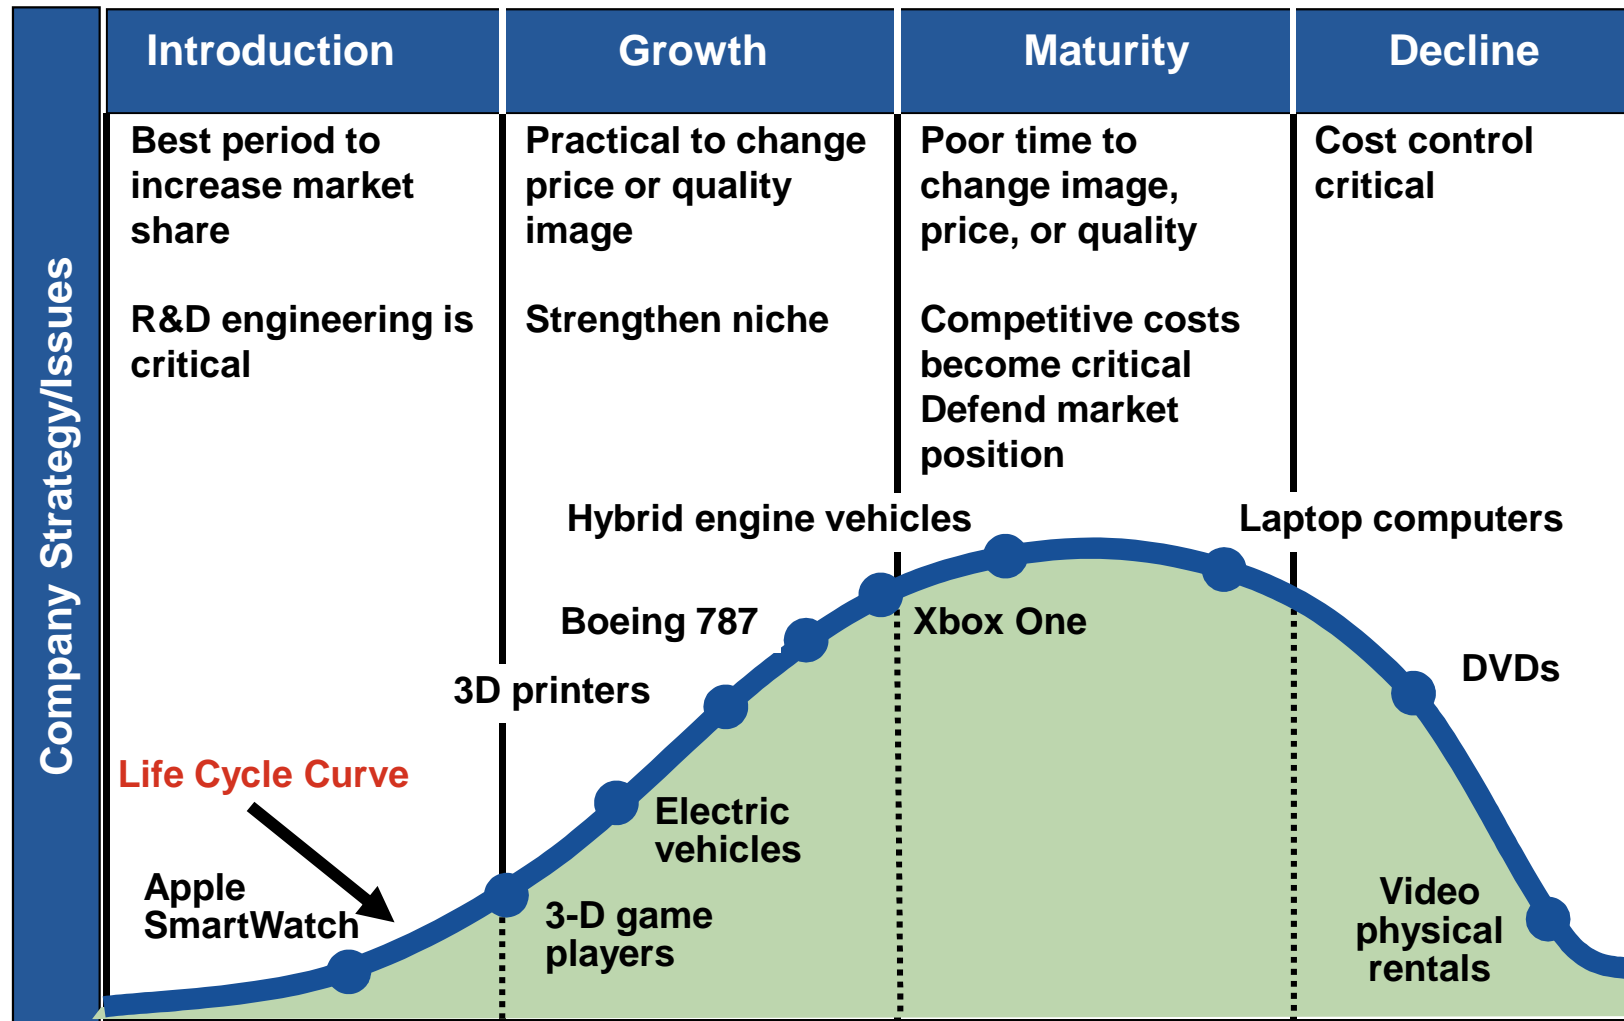 Company Strategy/Issues
Introduction
Growth
Maturity
Decline
Best period to
increase market
share
R&D engineering is
critical
Practical to change
price or quality
image
Strengthen niche
Poor time to
change image,
price, or quality
Competitive costs
become critical
Defend market
position
Cost control
critical
Hybrid engine vehicles
Laptop computers
Boeing 787
Xbox One
3D printers
DVDs
Life Cycle Curve
Electric
vehicles
Apple
SmartWatch
3-D game
players
Video
physical
rentals